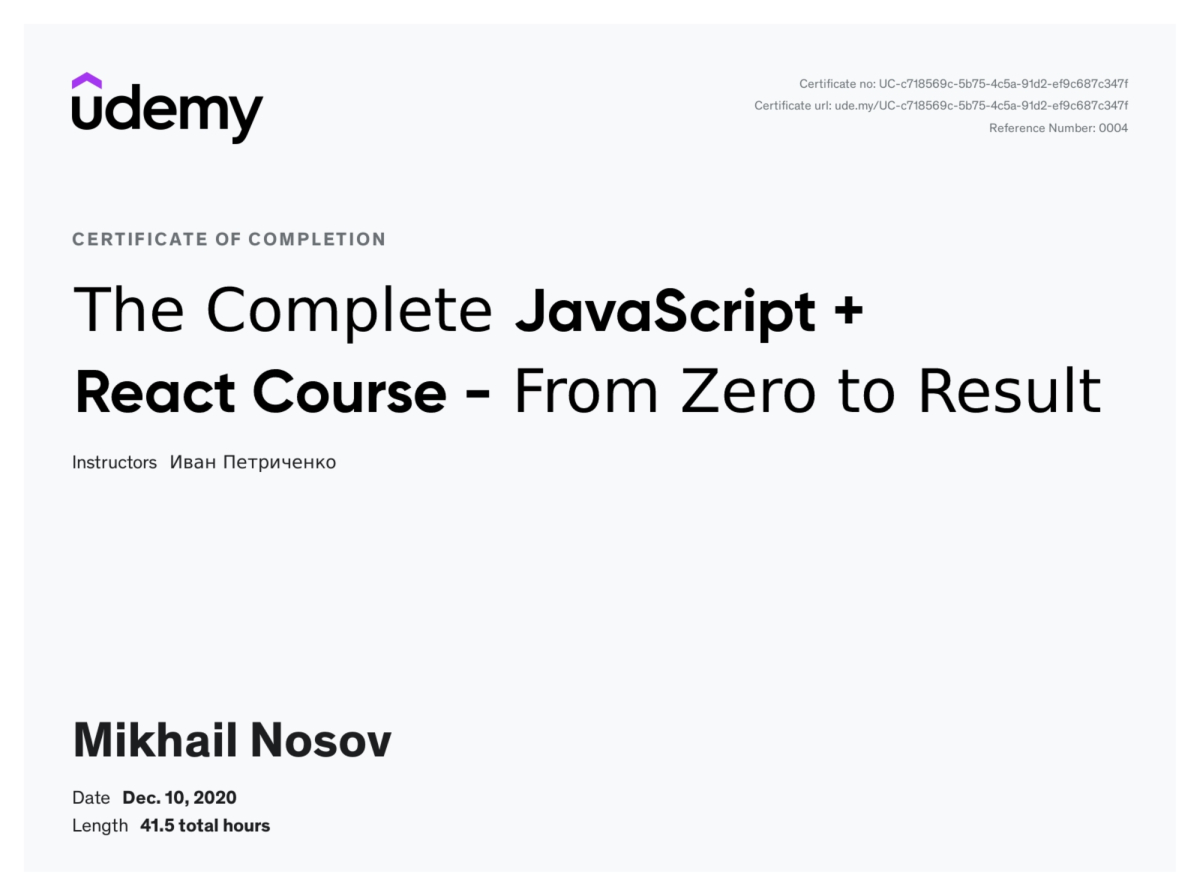 udemy
Certificate no: UC-c718569c-5b75-4c5a-91d2-ef9c687c347f
Certificate url: ude.my/UC-c718569c-5b75-4c5a-91d2-ef9c687c347f
Reference Number: 0004
CERTIFICATE OF COMPLETION
The Complete JavaScript +
React Course - From Zero to Result
Instructors Иван Петриченко
Mikhail Nosov
Date Dec. 10, 2020
Length 41.5 total hours